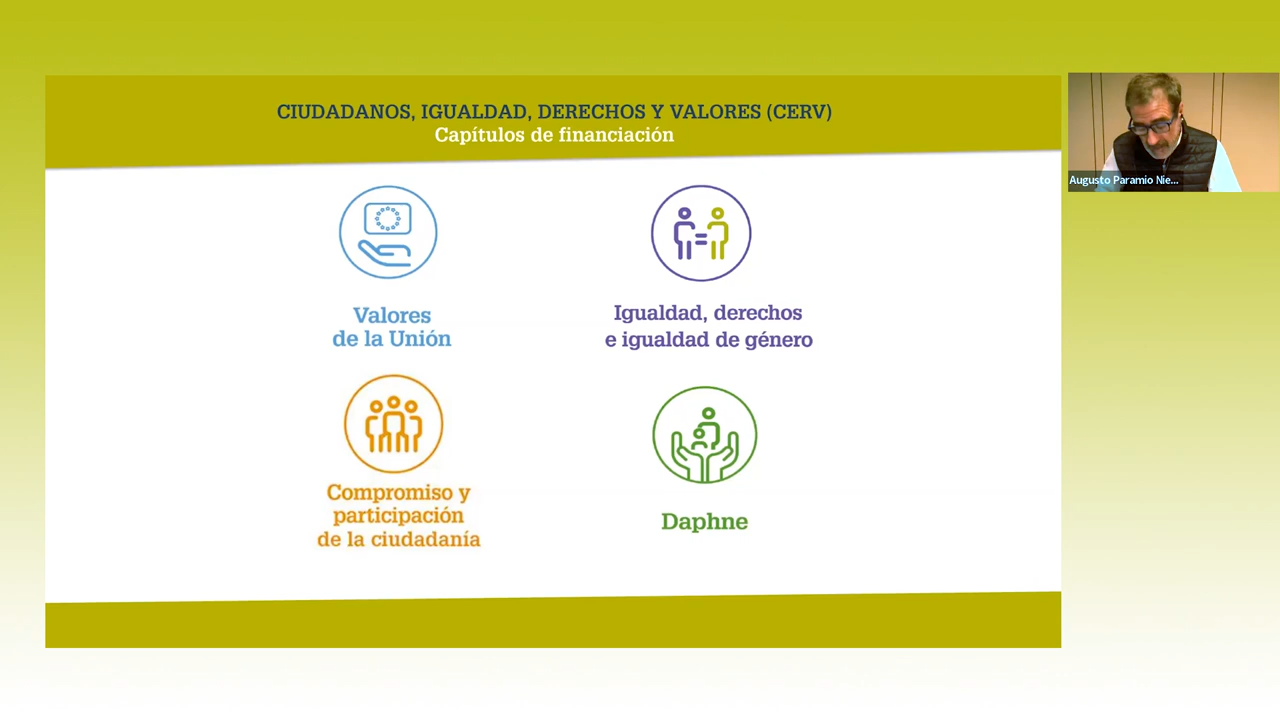 CIUDADANOS, IGUALDAD, DERECHOS Y VALORES (CERV)
Capítulos de financiación
Valores
de la Unión
Igualdad, derechos
e igualdad de género
Compromiso y
participación
de la ciudadanía
Daphne
Augusto Paramio Nie...